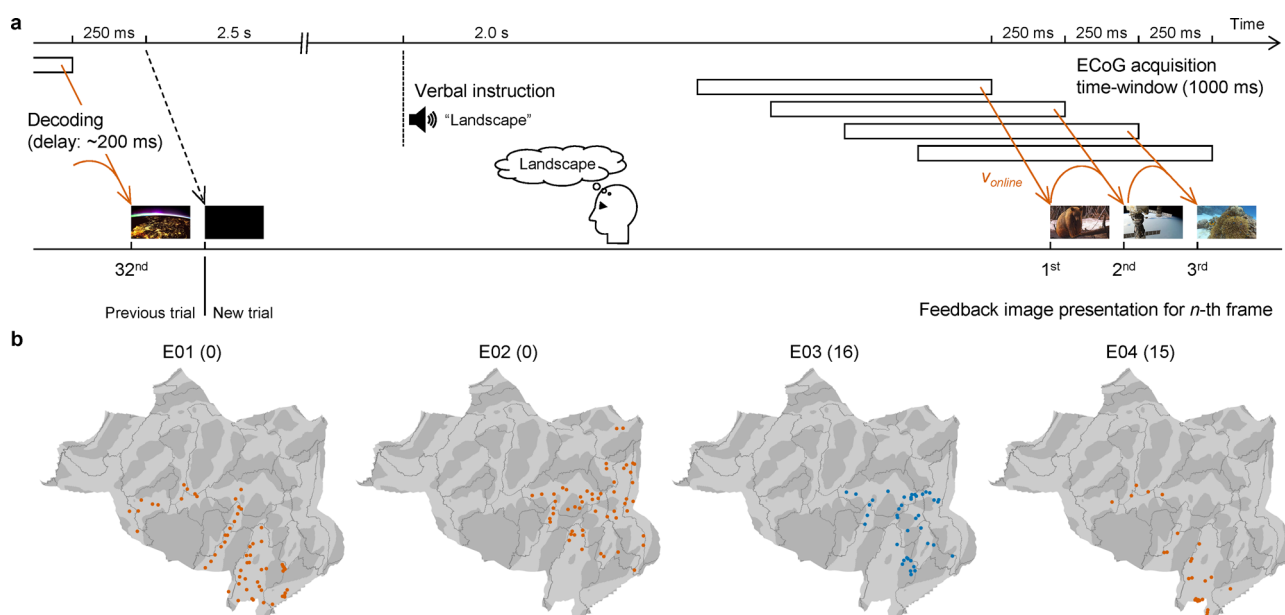 a
250 ms
2.5 s
2.0 s
250 ms
250 ms
250 ms
Time
Decoding
(delay: ~200 ms)
Verbal instruction
"Landscape"
Landscape
ECoG acquisition
time-window (1000 ms)
v_online
32nd
1st
2nd
3rd
Previous trial
New trial
Feedback image presentation for n-th frame
b
E01 (0)
E02 (0)
E03 (16)
E04 (15)